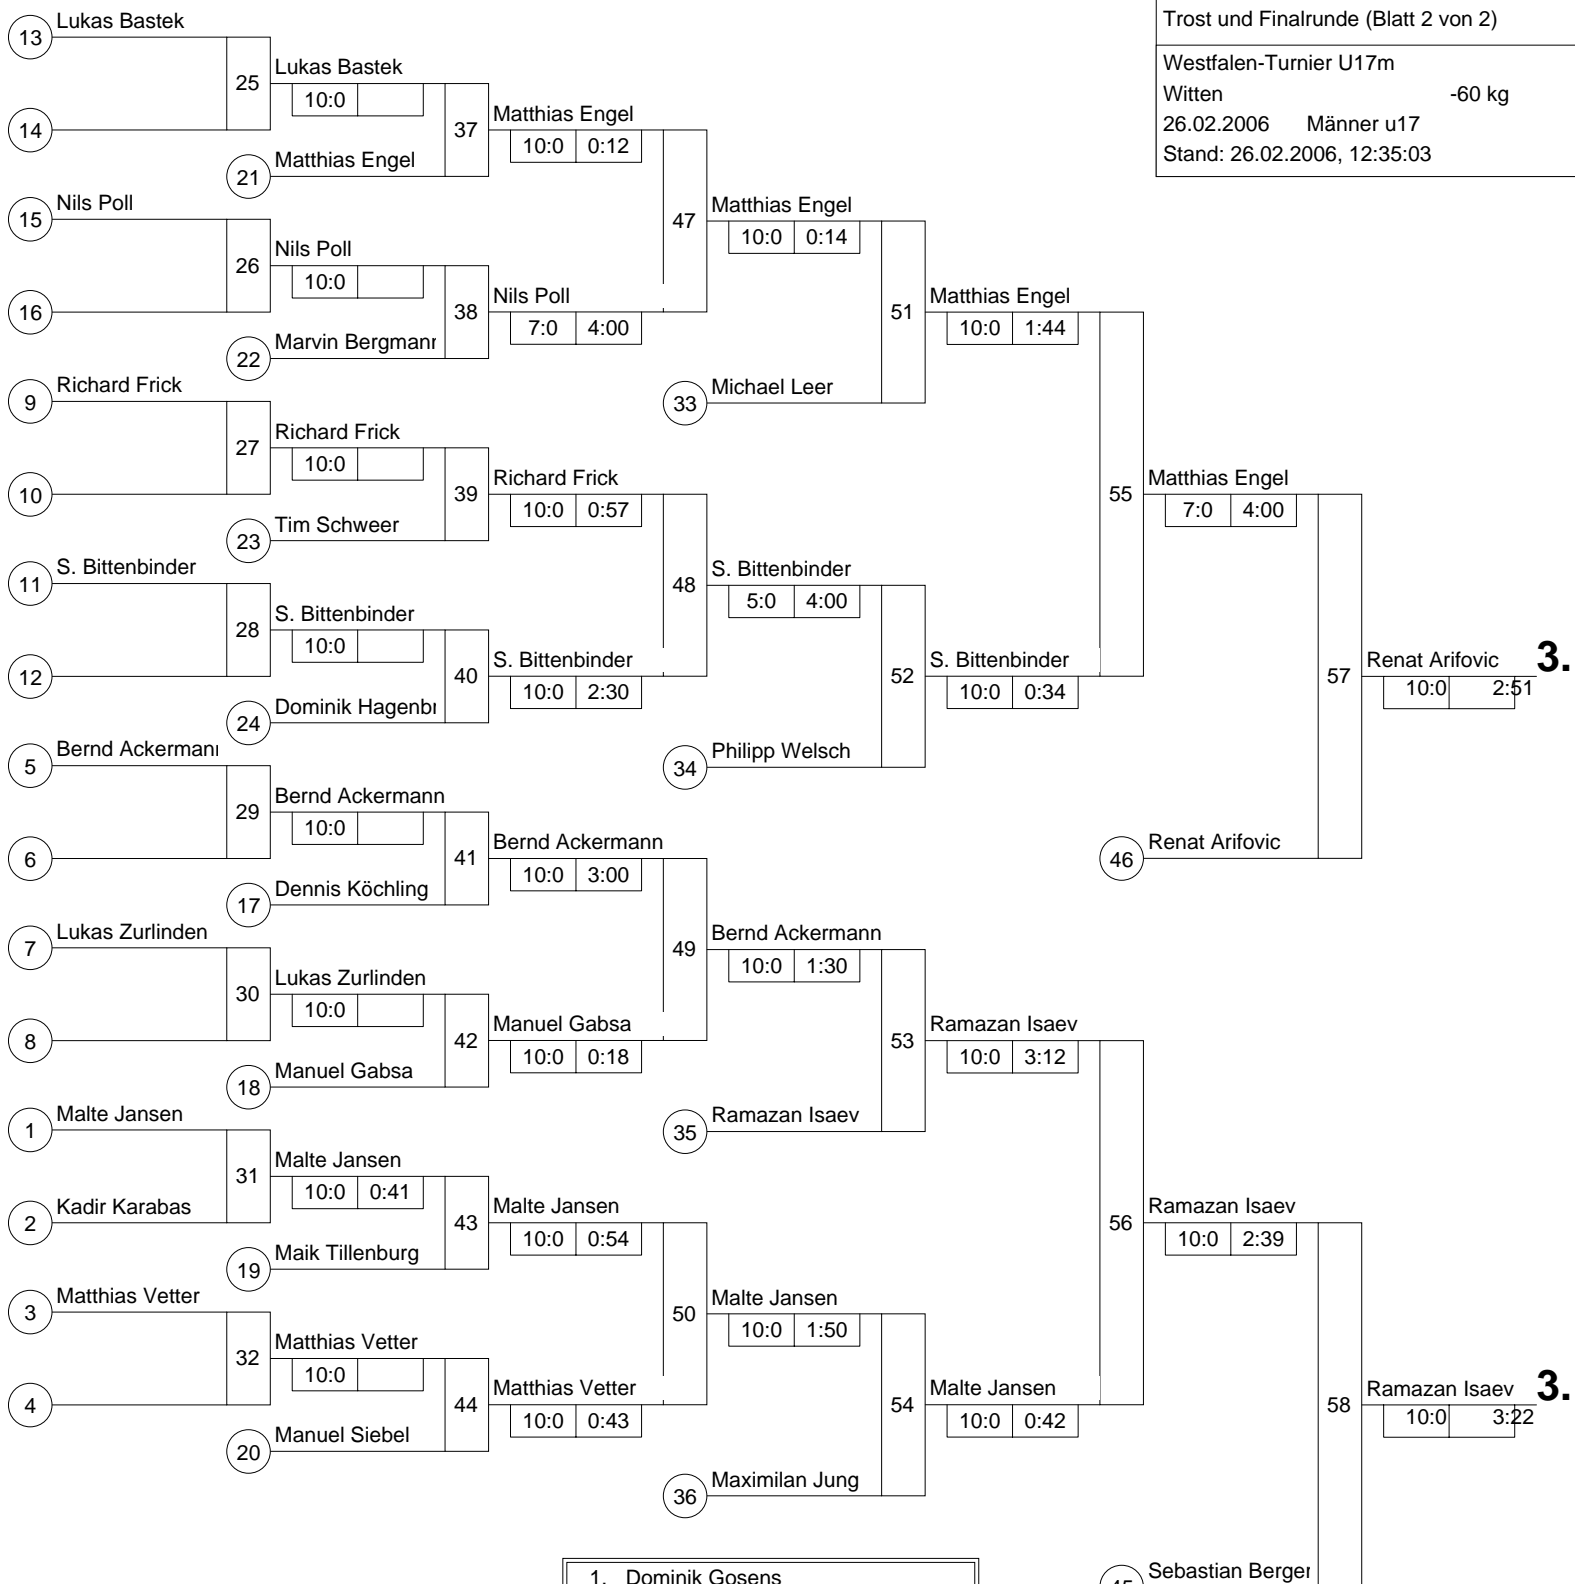 Trost und Finalrunde (Blatt 2 von 2)
Westfalen-Turnier U17m
Witten -60 kg
26.02.2006 Männer u17
Stand: 26.02.2006, 12:35:03
13 Lukas Bastek
25 Lukas Bastek
10:0
14
37 Matthias Engel
10:0 0:12
21 Matthias Engel
15 Nils Poll
47 Matthias Engel
10:0 0:14
26 Nils Poll
10:0
16
38 Nils Poll
7:0 4:00
22 Marvin
51 Matthias Engel
10:0 1:44
33 Michael Leer
9 Richard Frick
27 Richard Frick
10:0
10
39 Richard Frick
10:0 0:57
23 Tim Schweer
55 Matthias Engel
7:0 4:00
11 S. Bittenbinder
48 S. Bittenbinder
5:0 4:00
28 S. Bittenbinder
10:0
12
40 S. Bittenbinder
10:0 2:30
24 Dominik
52 S. Bittenbinder
10:0 0:34
34 Philipp Welsch
57 Renat Arifovic 3.
10:0 2:51
5 Bernd
29 Bernd Ackermann
10:0
6
41 Bernd Ackermann
10:0 3:00
17 Dennis Köchling
46 Renat Arifovic
7 Lukas Zurlinden
49 Bernd Ackermann
10:0 1:30
30 Lukas Zurlinden
10:0
8
42 Manuel Gabsa
10:0 0:18
18 Manuel Gabsa
53 Ramazan Isaev
10:0 3:12
35 Ramazan Isaev
1 Malte Jansen
31 Malte Jansen
10:0 0:41
2 Kadir Karabas
43 Malte Jansen
10:0 0:54
19 Maik Tillenburg
56 Ramazan Isaev
10:0 2:39
3 Matthias Vetter
50 Malte Jansen
10:0 1:50
32 Matthias Vetter
10:0
4
44 Matthias Vetter
10:0 0:43
20 Manuel Siebel
54 Malte Jansen
10:0 0:42
36 Maximilan Jung
58 Ramazan Isaev 3.
10:0 3:22
1. Dominik Gosens
45 Sebastian